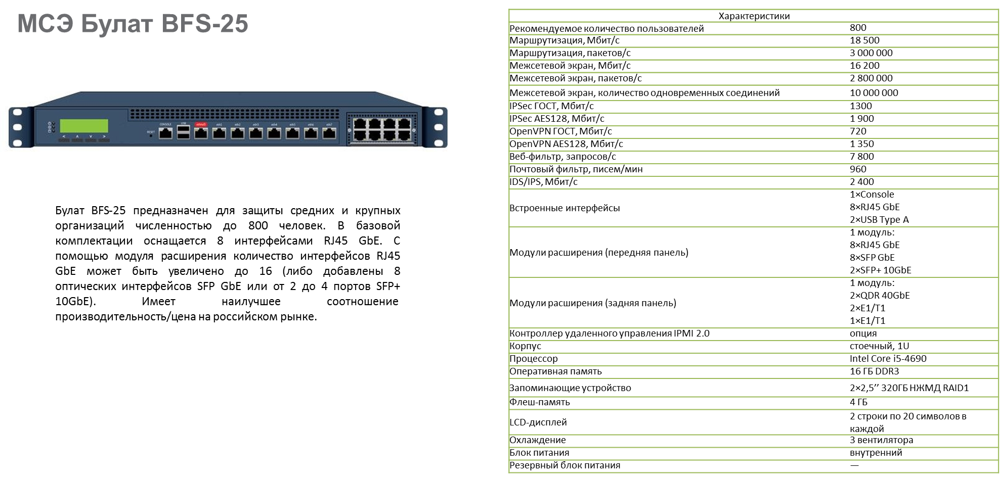 МСЭ Булат BFS-25
CONSOLE
USB
ethm/0
eth1
eth2
eth3
eth4
eth5
eth6
eth7
RESET
< ∧ ∨ >
Булат BFS-25 предназначен для защиты средних и крупных
организаций численностью до 800 человек. В базовой
комплектации оснащается 8 интерфейсами RJ45 GbE. С
помощью модуля расширения количество интерфейсов RJ45
GbE может быть увеличено до 16 (либо добавлены 8
оптических интерфейсов SFP GbE или от 2 до 4 портов SFP+
10GbE). Имеет наилучшее соотношение
производительность/цена на российском рынке.
Характеристики
Рекомендуемое количество пользователей 800
Маршрутизация, Мбит/с 18 500
Маршрутизация, пакетов/с 3 000 000
Межсетевой экран, Мбит/с 16 200
Межсетевой экран, пакетов/с 2 800 000
Межсетевой экран, количество одновременных соединений 10 000 000
IPSec ГОСТ, Мбит/с 1300
IPSec AES128, Мбит/с 1 900
OpenVPN ГОСТ, Мбит/с 720
OpenVPN AES128, Мбит/с 1 350
Веб-фильтр, запросов/с 7 800
Почтовый фильтр, писем/мин 960
IDS/IPS, Мбит/с 2 400
Встроенные интерфейсы
1×Console
8×RJ45 GbE
2×USB Type A
Модули расширения (передняя панель)
1 модуль:
8×RJ45 GbE
8×SFP GbE
2×SFP+ 10GbE
Модули расширения (задняя панель)
1 модуль:
2×QDR 40GbE
2×E1/T1
1×E1/T1
Контроллер удаленного управления IPMI 2.0 опция
Корпус стоечный, 1U
Процессор Intel Core i5-4690
Оперативная память 16 ГБ DDR3
Запоминающие устройство 2×2,5’’ 320ГБ НЖМД RAID1
Флеш-память 4 ГБ
LCD-дисплей
2 строки по 20 символов в
каждой
Охлаждение 3 вентилятора
Блок питания внутренний
Резервный блок питания —